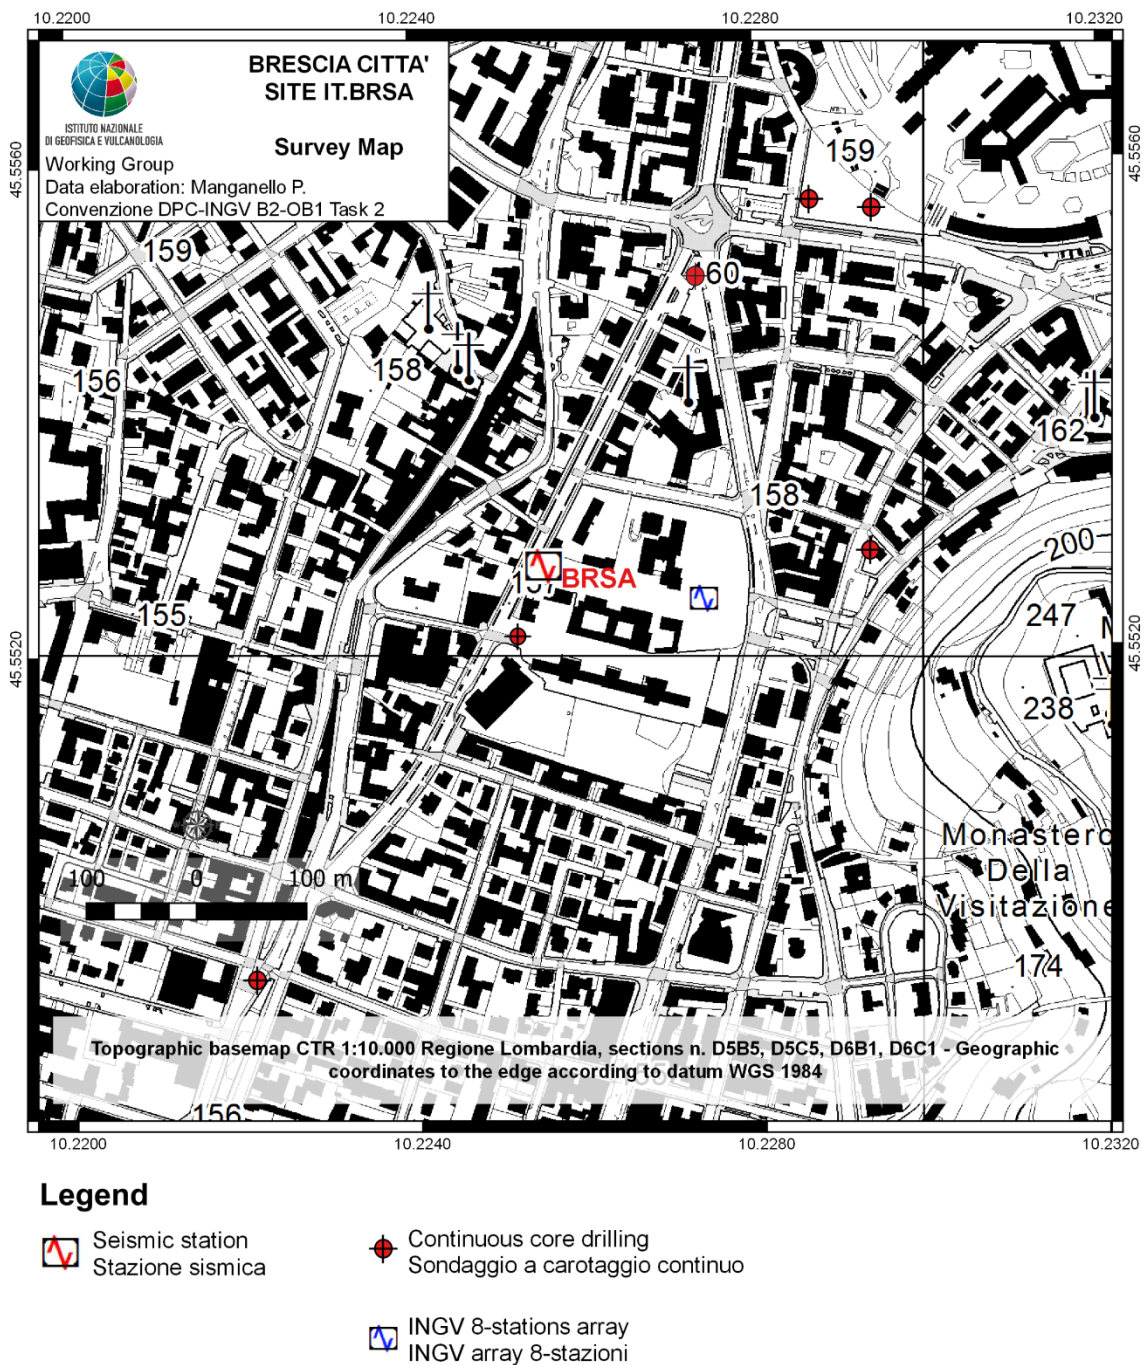 10.2200
10.2240
10.2280
10.2320
BRESCIA CITTA'
SITE IT.BRSA
ISTITUTO NAZIONALE
DI GEOFISICA E VULCANOLOGIA
Survey Map
Working Group
Data elaboration: Manganello P.
Convenzione DPC-INGV B2-OB1 Task 2
45.5560
45.5560
159
159
60
158
156
162
158
200
BRSA
155
247
45.5520
45.5520
238
Monastero
Della
Visitazione
100 0 100 m
174
Topographic basemap CTR 1:10.000 Regione Lombardia, sections n. D5B5, D5C5, D6B1, D6C1 - Geographic
coordinates to the edge according to datum WGS 1984
156
10.2200
10.2240
10.2280
10.2320
Legend
Seismic station
Stazione sismica
Continuous core drilling
Sondaggio a carotaggio continuo
INGV 8-stations array
INGV array 8-stazioni